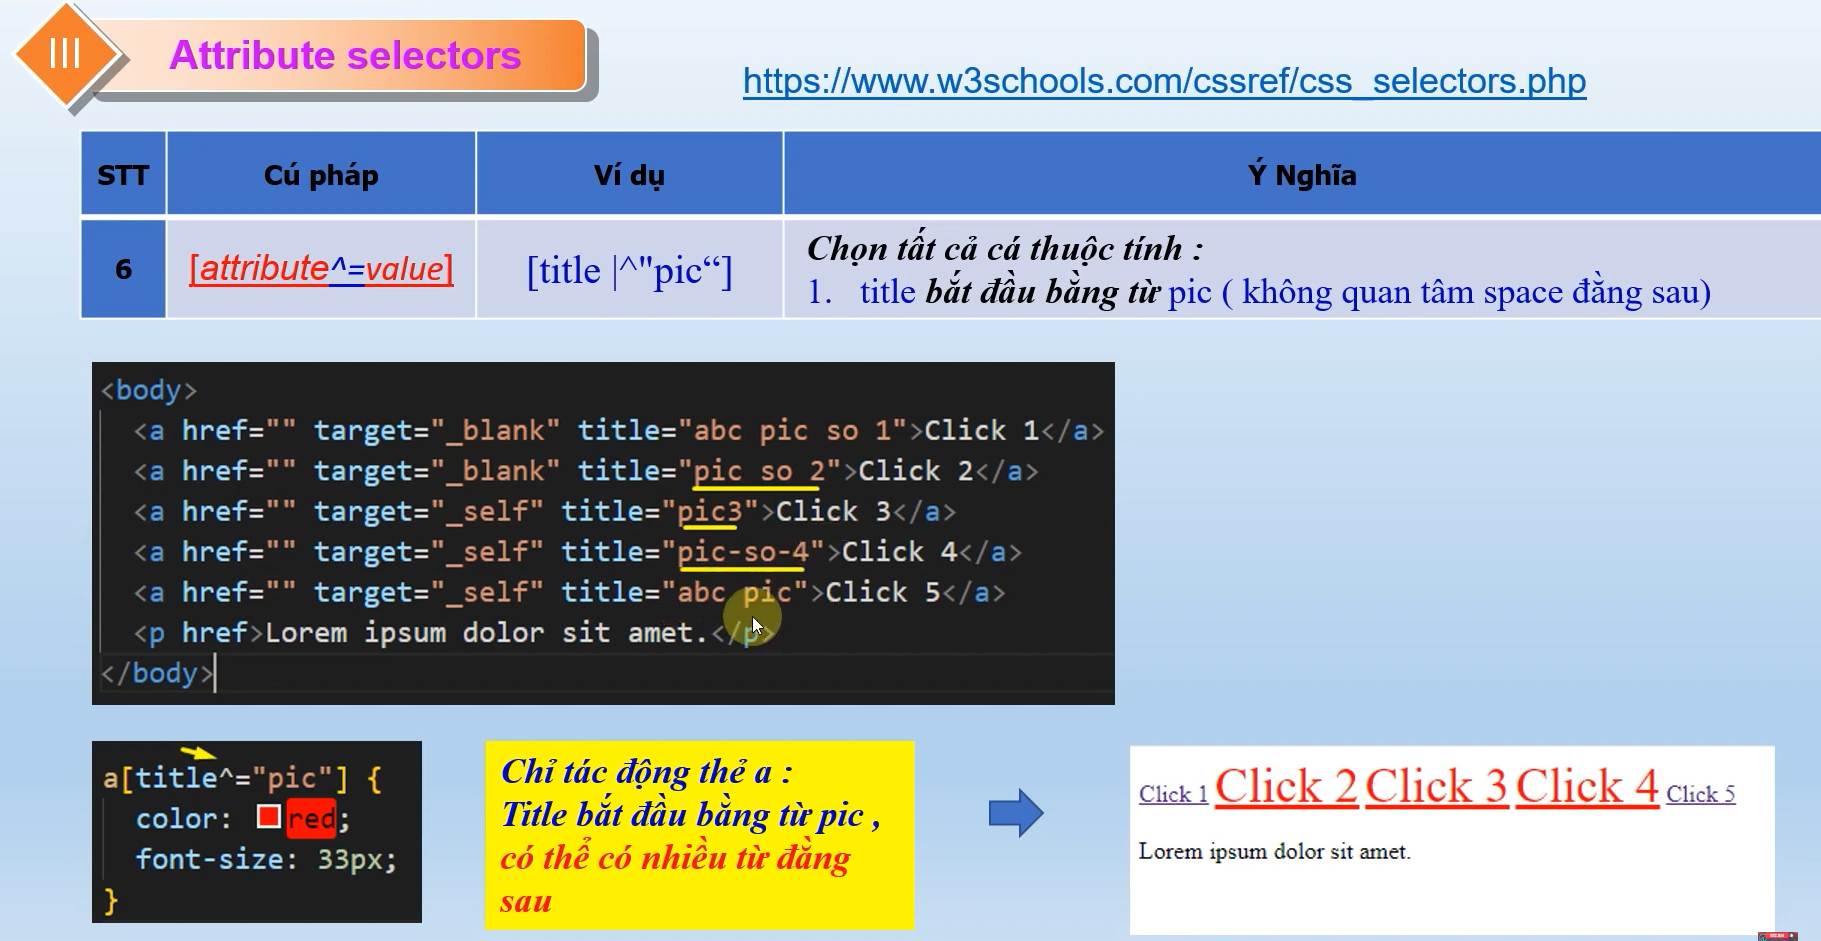 III
Attribute selectors
https://www.w3schools.com/cssref/css_selectors.php
STT
Cú pháp
Ví dụ
Ý Nghĩa
6
[attribute^=value]
[title |^"pic“]
Chọn tất cả cá thuộc tính :
1. title bắt đầu bằng từ pic ( không quan tâm space đằng sau)
<body>
<a href="" target="_blank" title="abc pic so 1">Click 1</a>
<a href="" target="_blank" title="pic so 2">Click 2</a>
<a href="" target="_self" title="pic3">Click 3</a>
<a href="" target="_self" title="pic-so-4">Click 4</a>
<a href="" target="_self" title="abc pic">Click 5</a>
<p href>Lorem ipsum dolor sit amet.</p>
</body>
a[title^="pic"] {
color: red;
font-size: 33px;
}
Chỉ tác động thẻ a :
Title bắt đầu bằng từ pic ,
có thể có nhiều từ đằng
sau
Click 1 Click 2 Click 3 Click 4 Click 5
Lorem ipsum dolor sit amet.